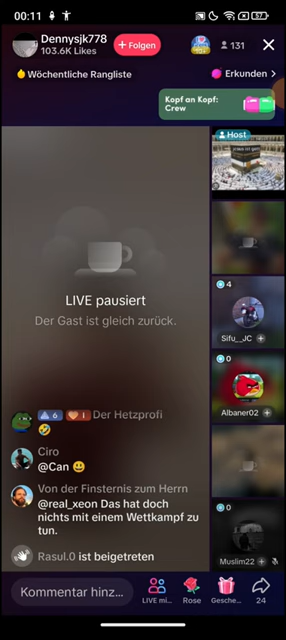 00:11
57
Dennysjk778
103.6K Likes
+ Folgen
131
Wöchentliche Rangliste
Erkunden >
Kopf an Kopf:
Crew
Host
LIVE pausiert
Der Gast ist gleich zurück.
4
Sifu__JC
0
Albaner02
0
Muslim22
6
1
Der Hetzprofi
🤣
Ciro
@Can 😃
Von der Finsternis zum Herrn
@real_xeon Das hat doch
nichts mit einem Wettkampf zu
tun.
Rasul.0 ist beigetreten
Kommentar hinz...
LIVE mi...
Rose
Gesche...
24